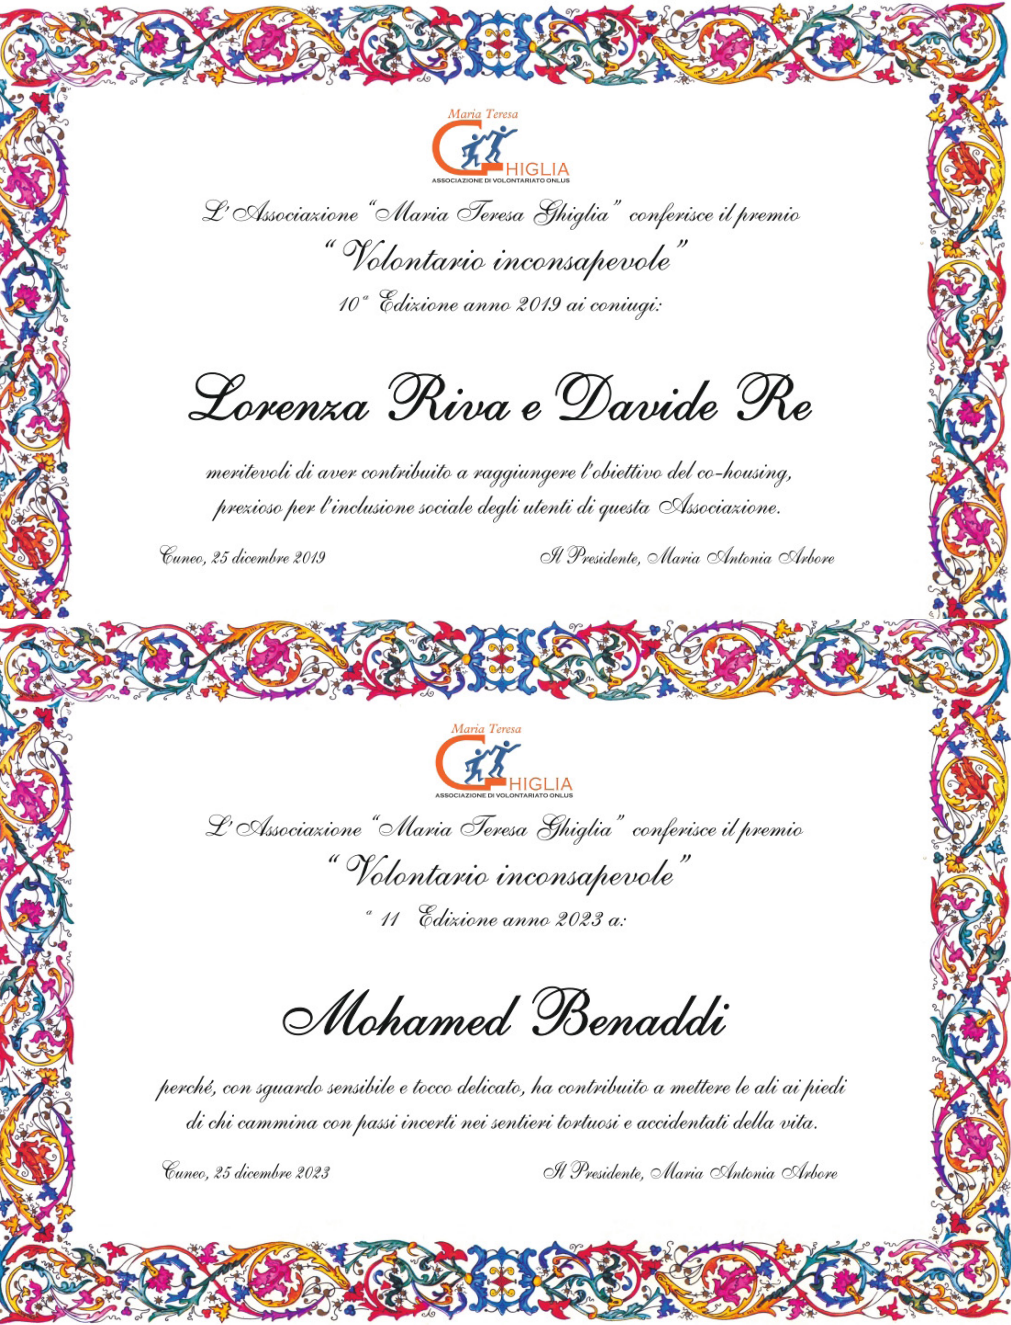 Maria Teresa
GHIGLIA
ASSOCIAZIONE DI VOLONTARIATO ONLUS
L' Associazione “Maria Teresa Ghiglia” conferisce il premio
“Volontario inconsapevole”
10ª Edizione anno 2019 ai coniugi:
Lorenza Riva e Davide Re
meritevoli di aver contribuito a raggiungere l'obiettivo del co-housing,
prezioso per l'inclusione sociale degli utenti di questa Associazione.
Cuneo, 25 dicembre 2019 Il Presidente, Maria Antonia Arbore
Maria Teresa
GHIGLIA
ASSOCIAZIONE DI VOLONTARIATO ONLUS
L' Associazione “Maria Teresa Ghiglia” conferisce il premio
“Volontario inconsapevole”
ª 11 Edizione anno 2023 a:
Mohamed Benaddi
perché, con sguardo sensibile e tocco delicato, ha contribuito a mettere le ali ai piedi
di chi cammina con passi incerti nei sentieri tortuosi e accidentati della vita.
Cuneo, 25 dicembre 2023 Il Presidente, Maria Antonia Arbore